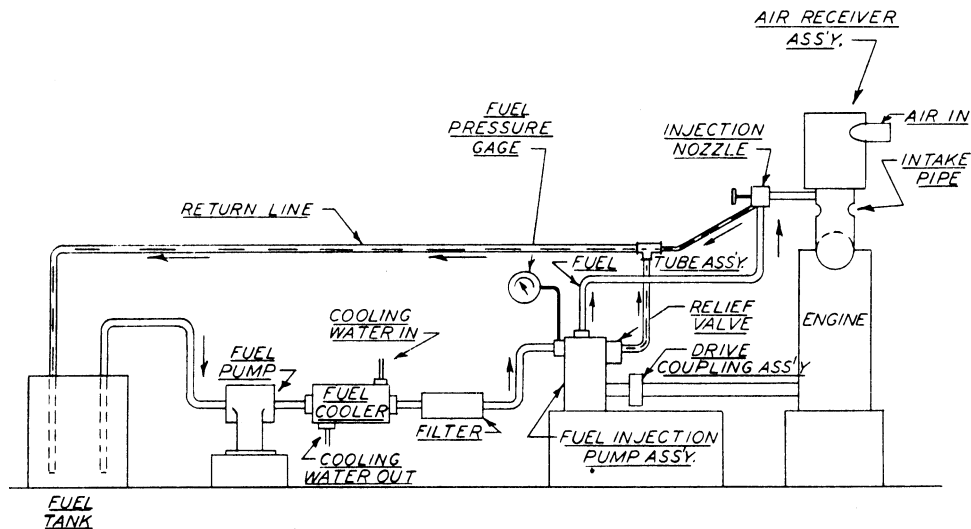 AIR RECEIVER
ASS'Y.
FUEL
PRESSURE
GAGE
INJECTION
NOZZLE
AIR IN
INTAKE
PIPE
RETURN LINE
FUEL
TUBE ASS'Y.
COOLING
WATER IN
RELIEF
VALVE
ENGINE
FUEL
PUMP
DRIVE
COUPLING ASS'Y
FUEL
COOLER
FILTER
FUEL INJECTION
PUMP ASS'Y.
COOLING
WATER OUT
FUEL
TANK